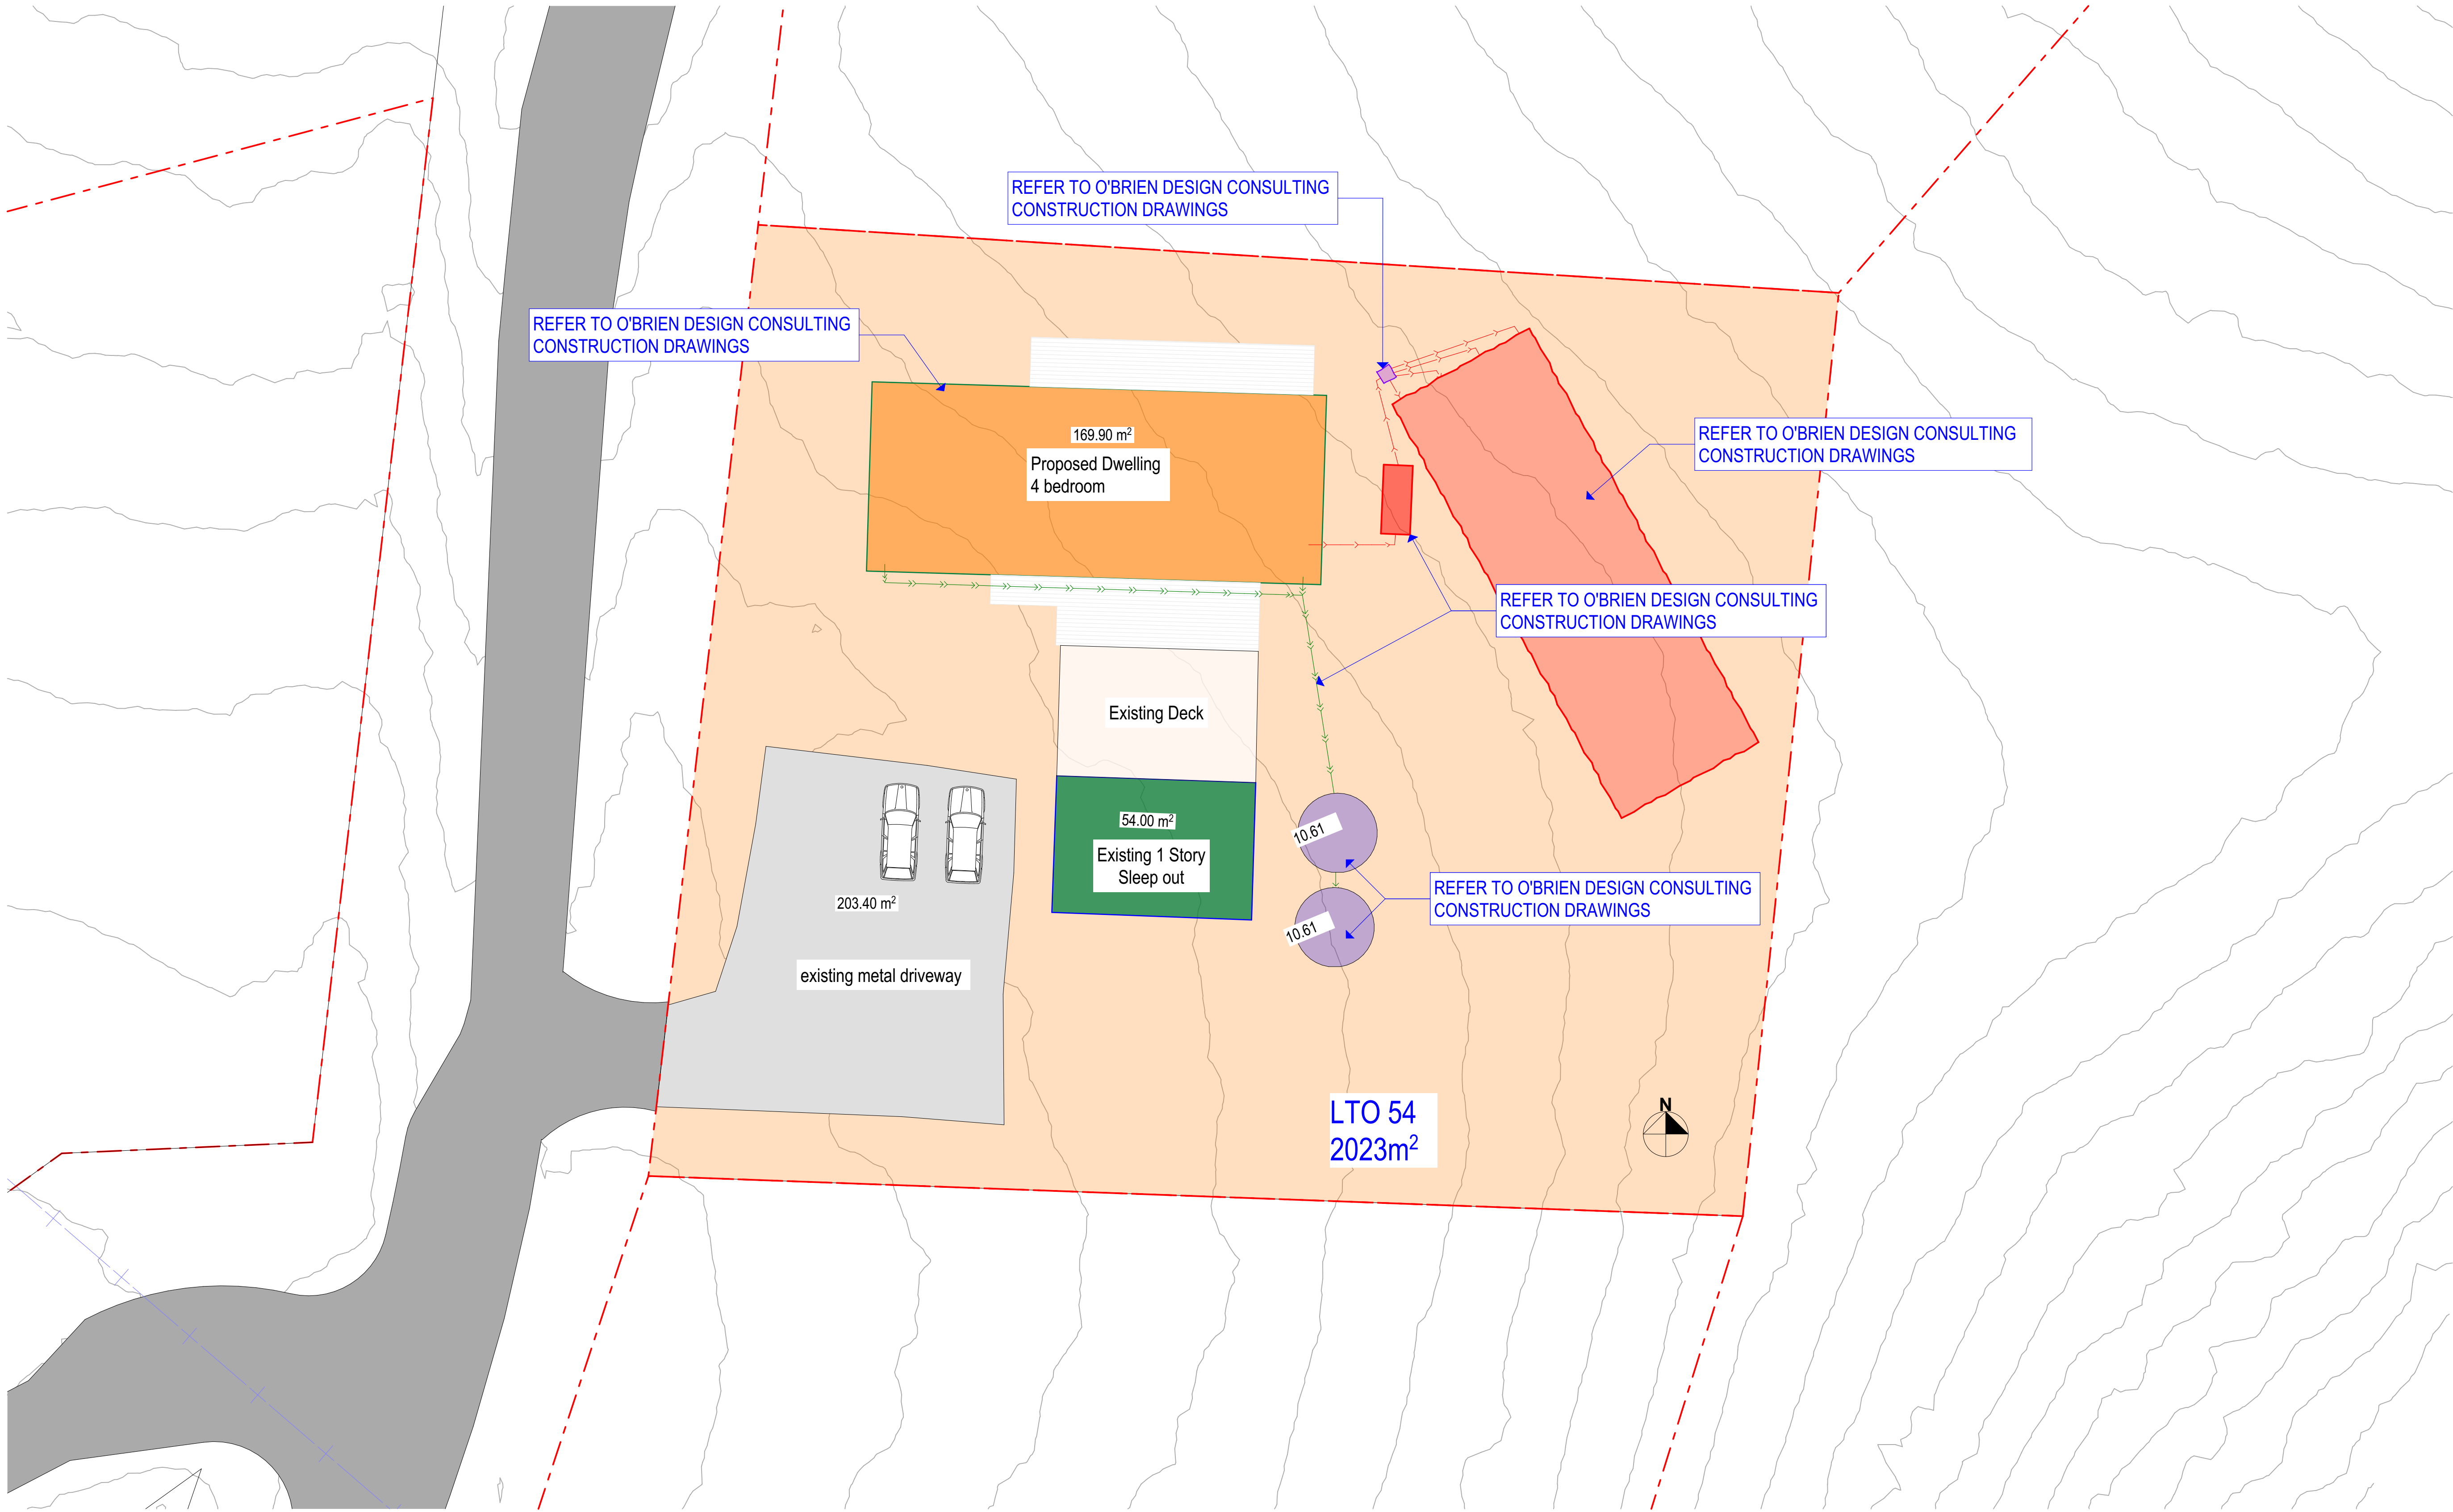 REFER TO O'BRIEN DESIGN CONSULTING
CONSTRUCTION DRAWINGS
REFER TO O'BRIEN DESIGN CONSULTING
CONSTRUCTION DRAWINGS
169.90 m²
Proposed Dwelling
4 bedroom
REFER TO O'BRIEN DESIGN CONSULTING
CONSTRUCTION DRAWINGS
REFER TO O'BRIEN DESIGN CONSULTING
CONSTRUCTION DRAWINGS
Existing Deck
54.00 m²
Existing 1 Story
Sleep out
10.61
10.61
REFER TO O'BRIEN DESIGN CONSULTING
CONSTRUCTION DRAWINGS
203.40 m²
existing metal driveway
LTO 54
2023m²
N